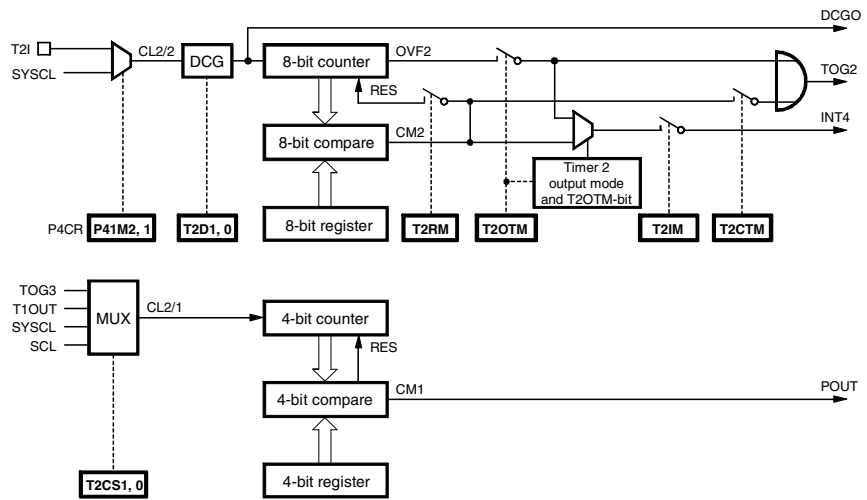 DCGO
T2I
CL2/2
DCG
8-bit counter
OVF2
TOG2
SYSCL
RES
INT4
8-bit compare
CM2
Timer 2
output mode
and T2OTM-bit
P4CR
P41M2, 1
T2D1, 0
8-bit register
T2RM
T2OTM
T2IM
T2CTM
TOG3
T1OUT
SYSCL
SCL
MUX
CL2/1
4-bit counter
RES
4-bit compare
CM1
POUT
T2CS1, 0
4-bit register